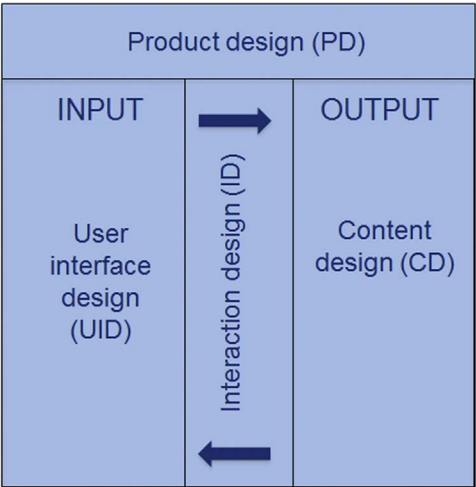 Product design (PD)
INPUT
User
interface
design
(UID)
Interaction design (ID)
OUTPUT
Content
design (CD)